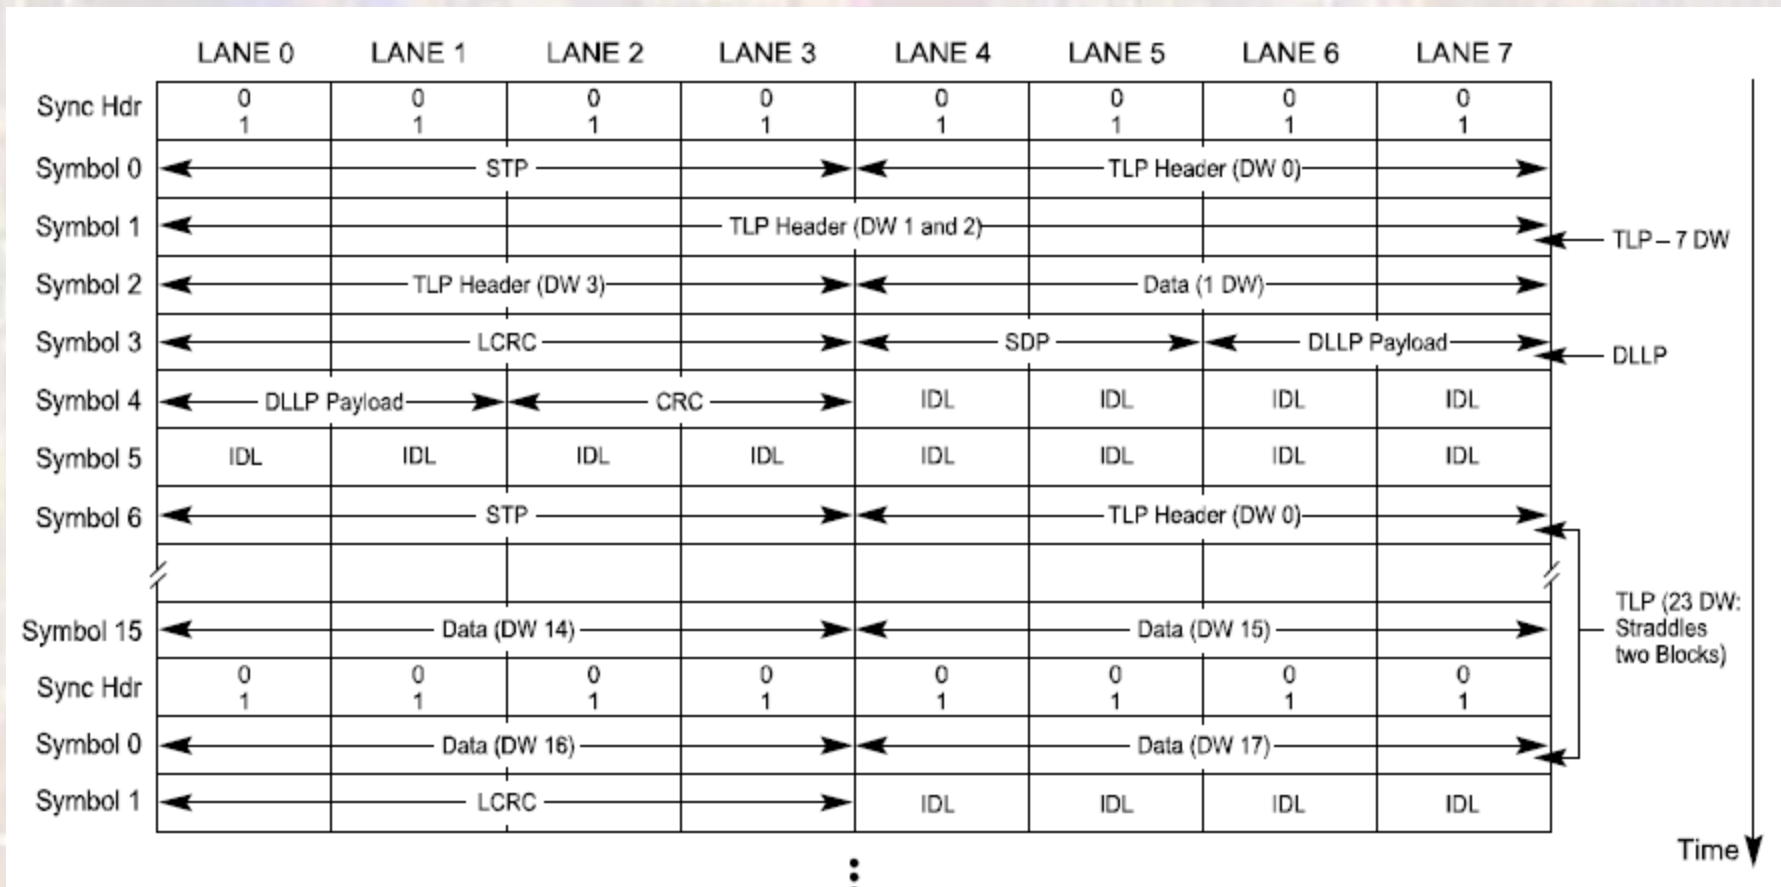 LANE 0 LANE 1 LANE 2 LANE 3 LANE 4 LANE 5 LANE 6 LANE 7
Sync Hdr 0 0 0 0 0 0 0 0
1 1 1 1 1 1 1 1
Symbol 0 STP TLP Header (DW 0)
Symbol 1 TLP Header (DW 1 and 2)
TLP – 7 DW
Symbol 2 TLP Header (DW 3) Data (1 DW)
Symbol 3 LCRC SDP DLLP Payload
DLLP
Symbol 4 DLLP Payload CRC IDL IDL IDL IDL
Symbol 5 IDL IDL IDL IDL IDL IDL IDL IDL
Symbol 6 STP TLP Header (DW 0)
TLP (23 DW:
Straddles
two Blocks)
Symbol 15 Data (DW 14) Data (DW 15)
Sync Hdr 0 0 0 0 0 0 0 0
1 1 1 1 1 1 1 1
Symbol 0 Data (DW 16) Data (DW 17)
Symbol 1 LCRC IDL IDL IDL IDL
Time